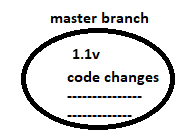 master branch
1.1v
code changes
---------------
-------------